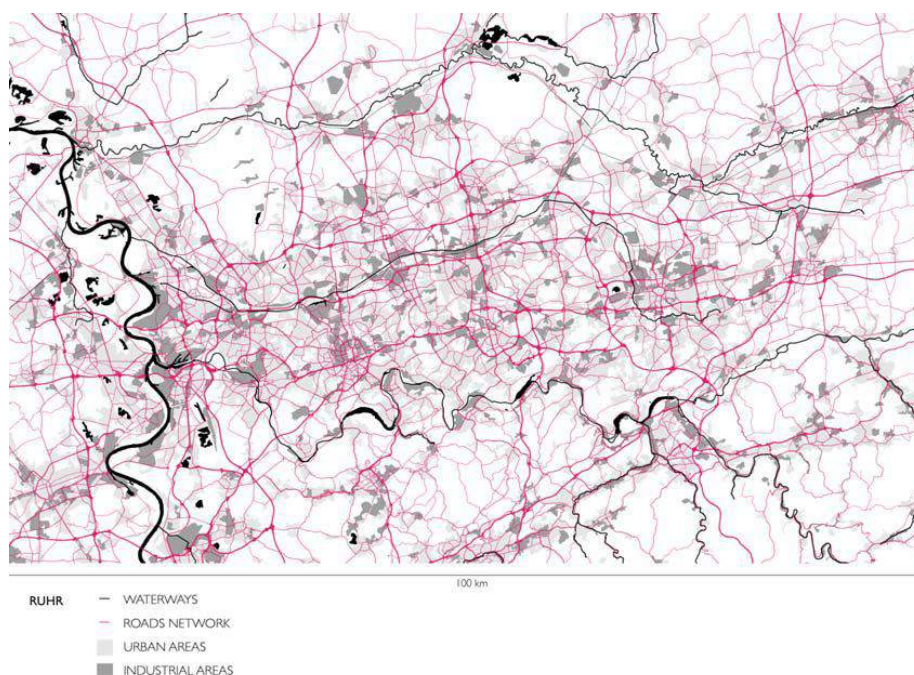 100 km
RUHR
WATERWAYS
ROADS NETWORK
URBAN AREAS
INDUSTRIAL AREAS